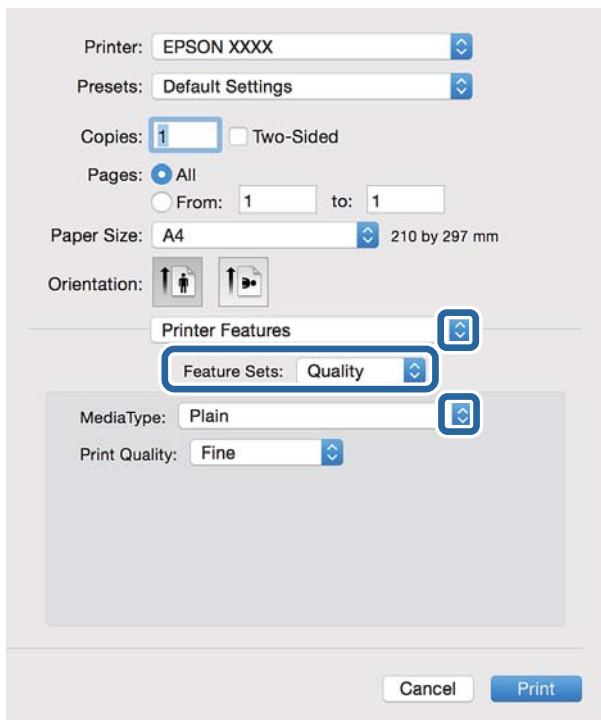 Printer: EPSON XXXX
Presets: Default Settings
Copies: 1 Two-Sided
Pages: All
From: 1 to: 1
Paper Size: A4 210 by 297 mm
Orientation:
Printer Features
Feature Sets: Quality
MediaType: Plain
Print Quality: Fine
Cancel Print